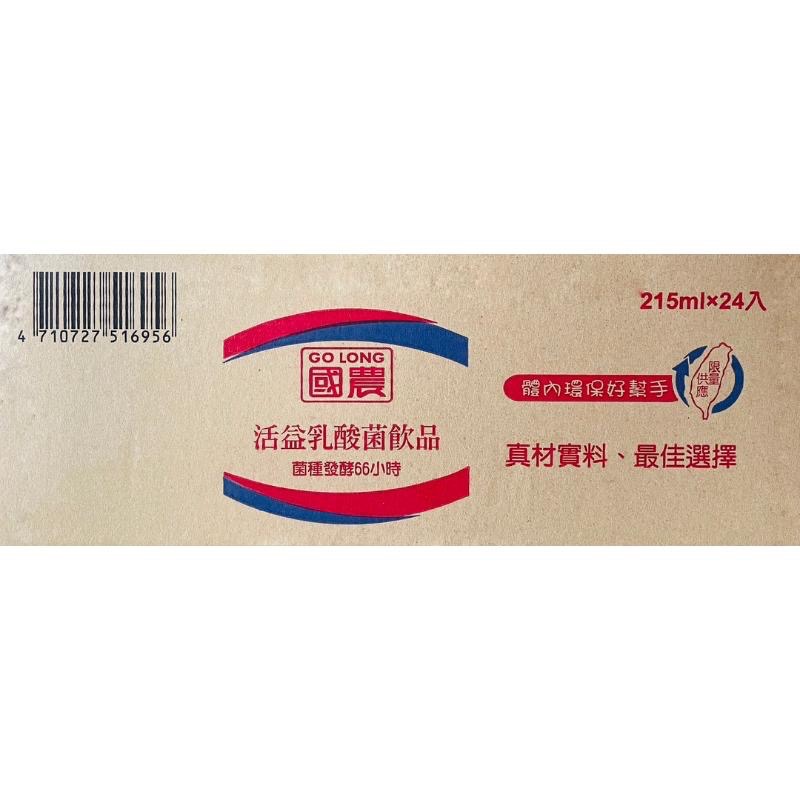 4 710727 516956
GO LONG
國農
活益乳酸菌飲品
菌種發酵66小時
215ml×24入
體內環保好幫手
限量
供應
真材實料、最佳選擇